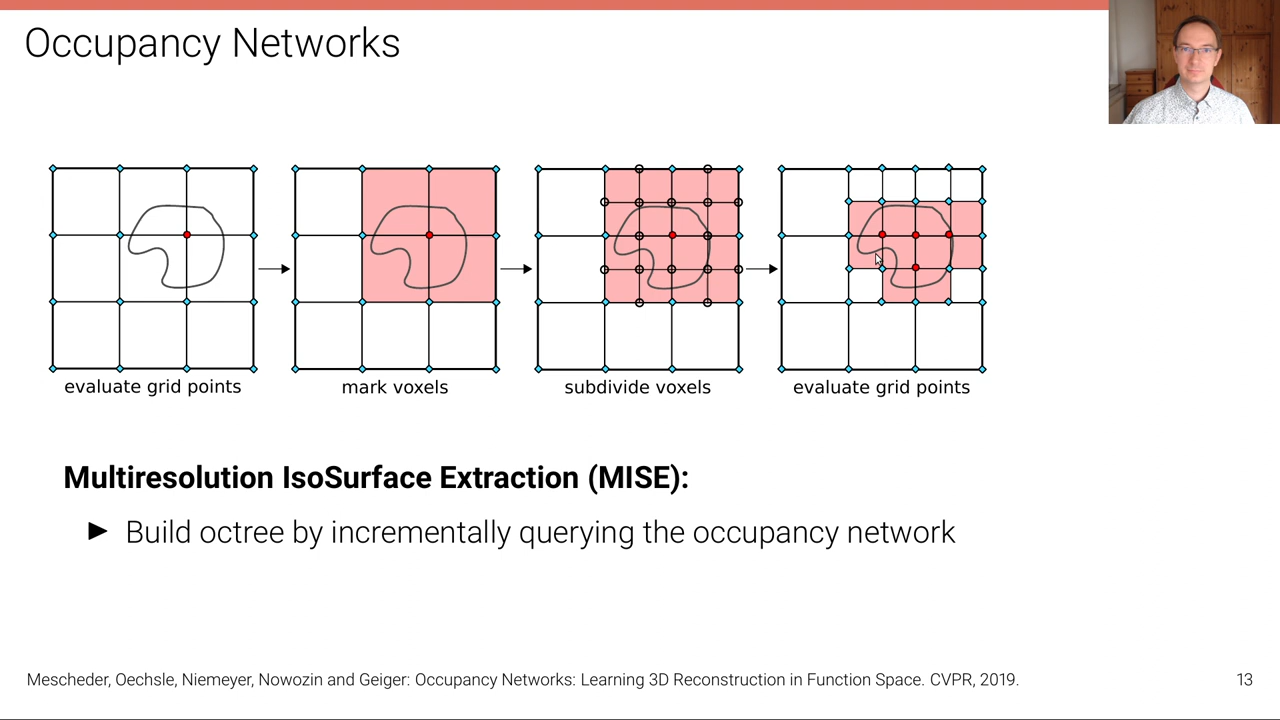 Occupancy Networks
evaluate grid points
mark voxels
subdivide voxels
evaluate grid points
Multiresolution IsoSurface Extraction (MISE):
► Build octree by incrementally querying the occupancy network
Mescheder, Oechsle, Niemeyer, Nowozin and Geiger: Occupancy Networks: Learning 3D Reconstruction in Function Space. CVPR, 2019.
13